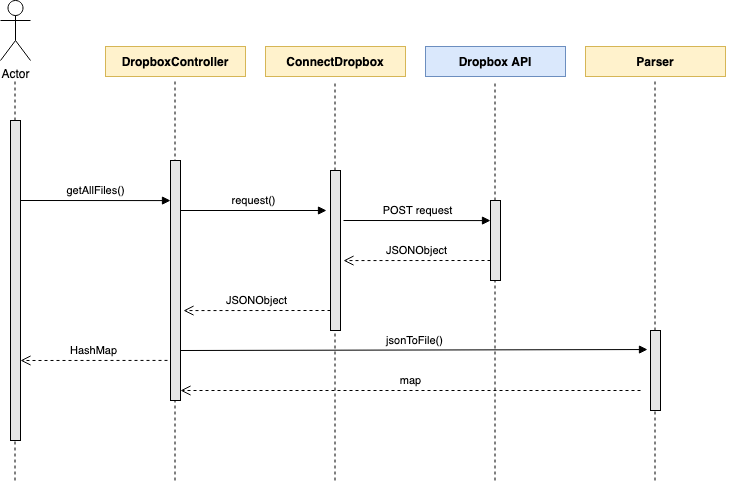 Actor
DropboxController
ConnectDropbox
Dropbox API
Parser
getAllFiles()
request()
POST request
JSONObject
JSONObject
jsonToFile()
HashMap
map